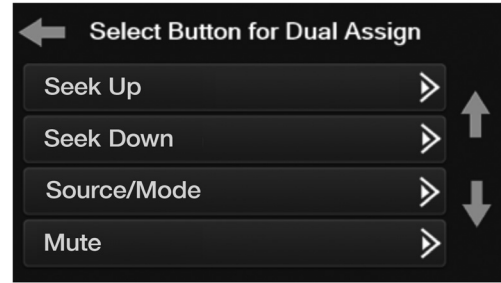 Select Button for Dual Assign
Seek Up
Seek Down
Source/Mode
Mute